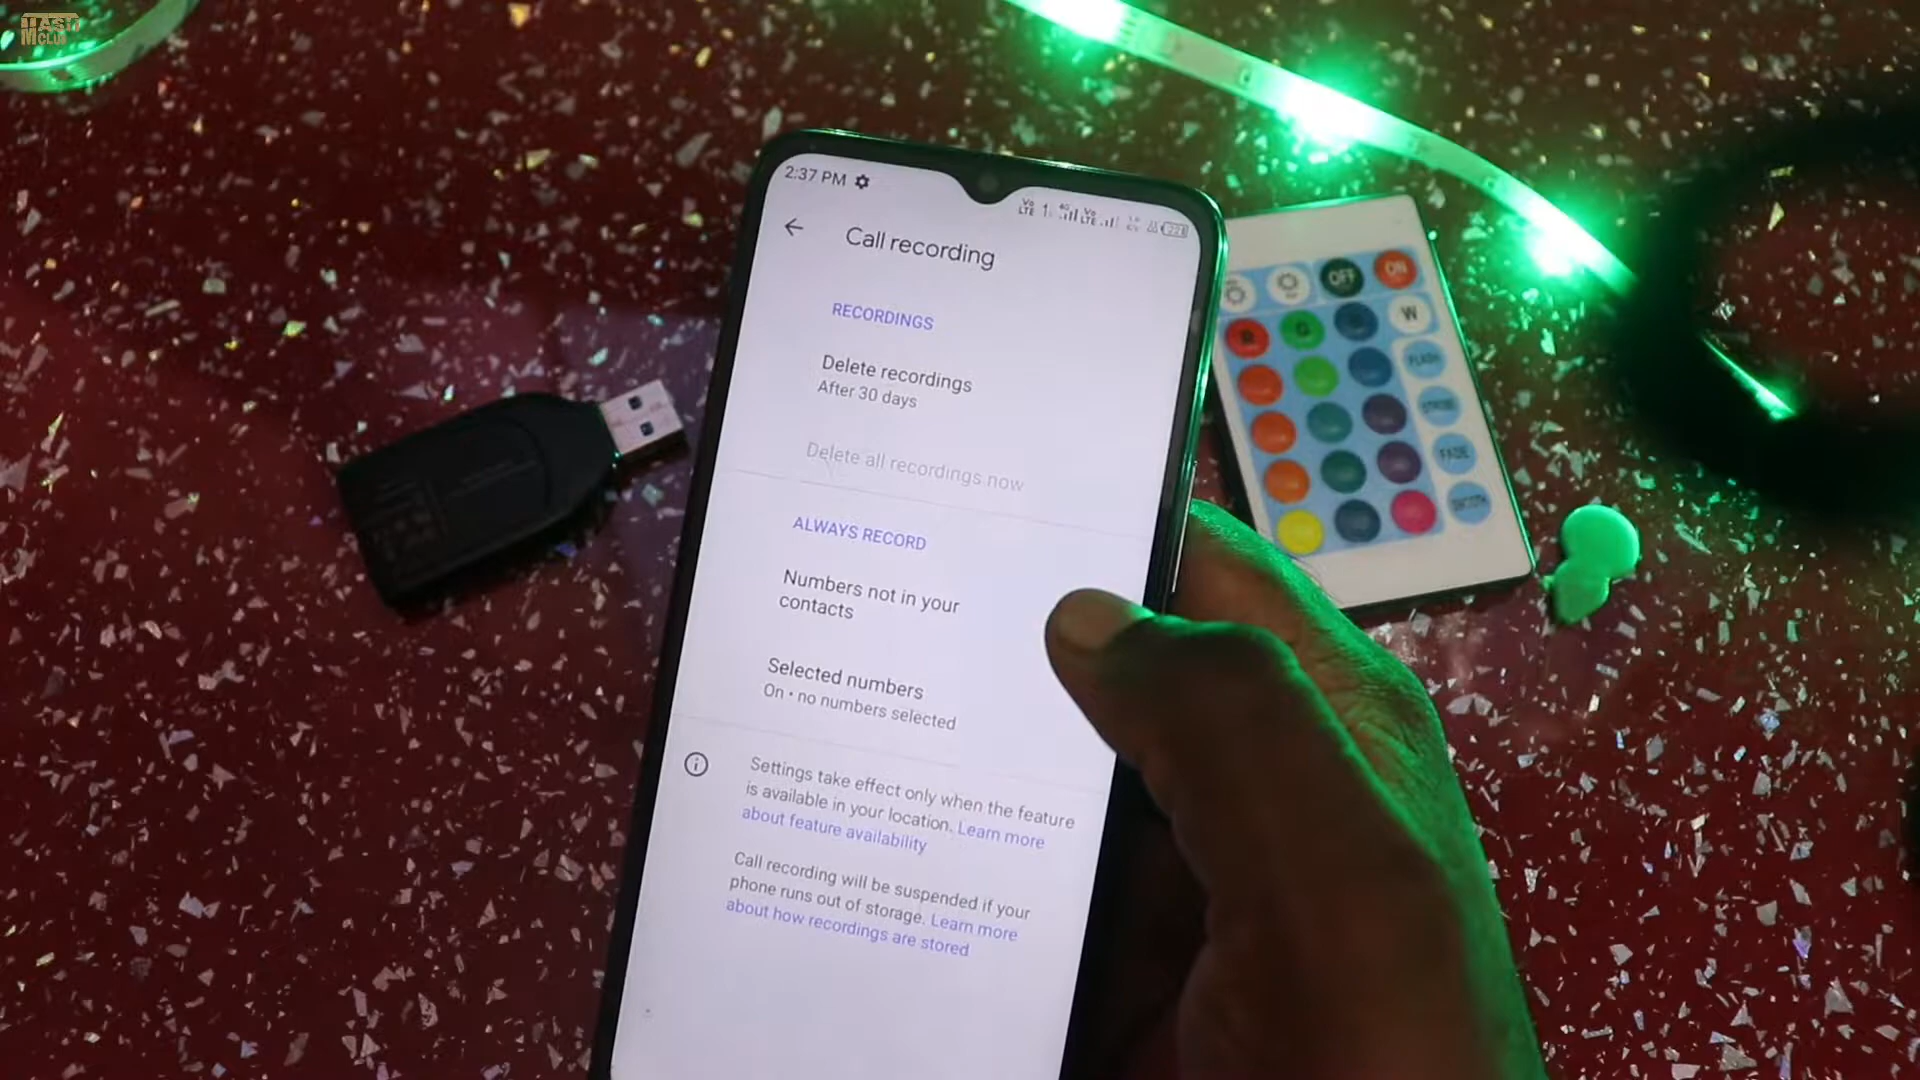 2:37 PM
Call recording
RECORDINGS
Delete recordings
After 30 days
Delete all recordings now
ALWAYS RECORD
Numbers not in your
contacts
Selected numbers
On • no numbers selected
Settings take effect only when the feature
is available in your location. Learn more
about feature availability
Call recording will be suspended if your
phone runs out of storage. Learn more
about how recordings are stored
OFF
ON
R
G
W
FLASH
FADE